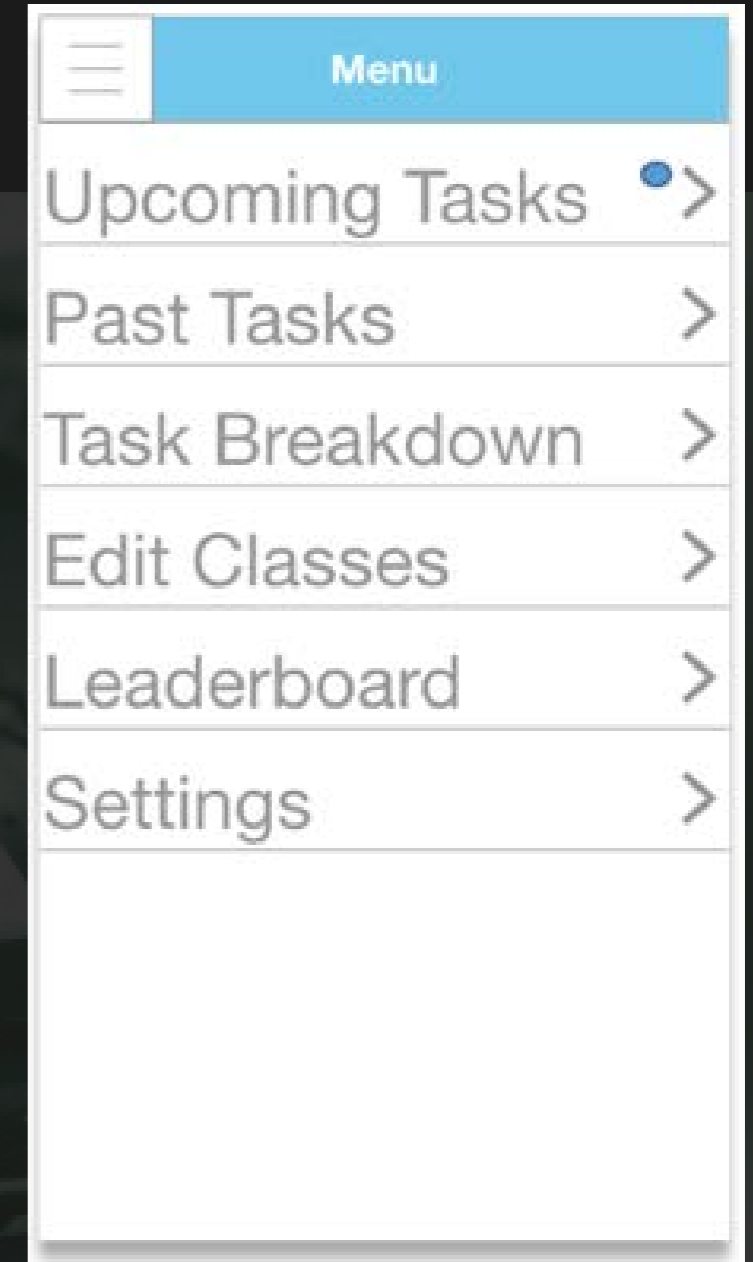 Menu
Upcoming Tasks
Past Tasks
Task Breakdown
Edit Classes
Leaderboard
Settings